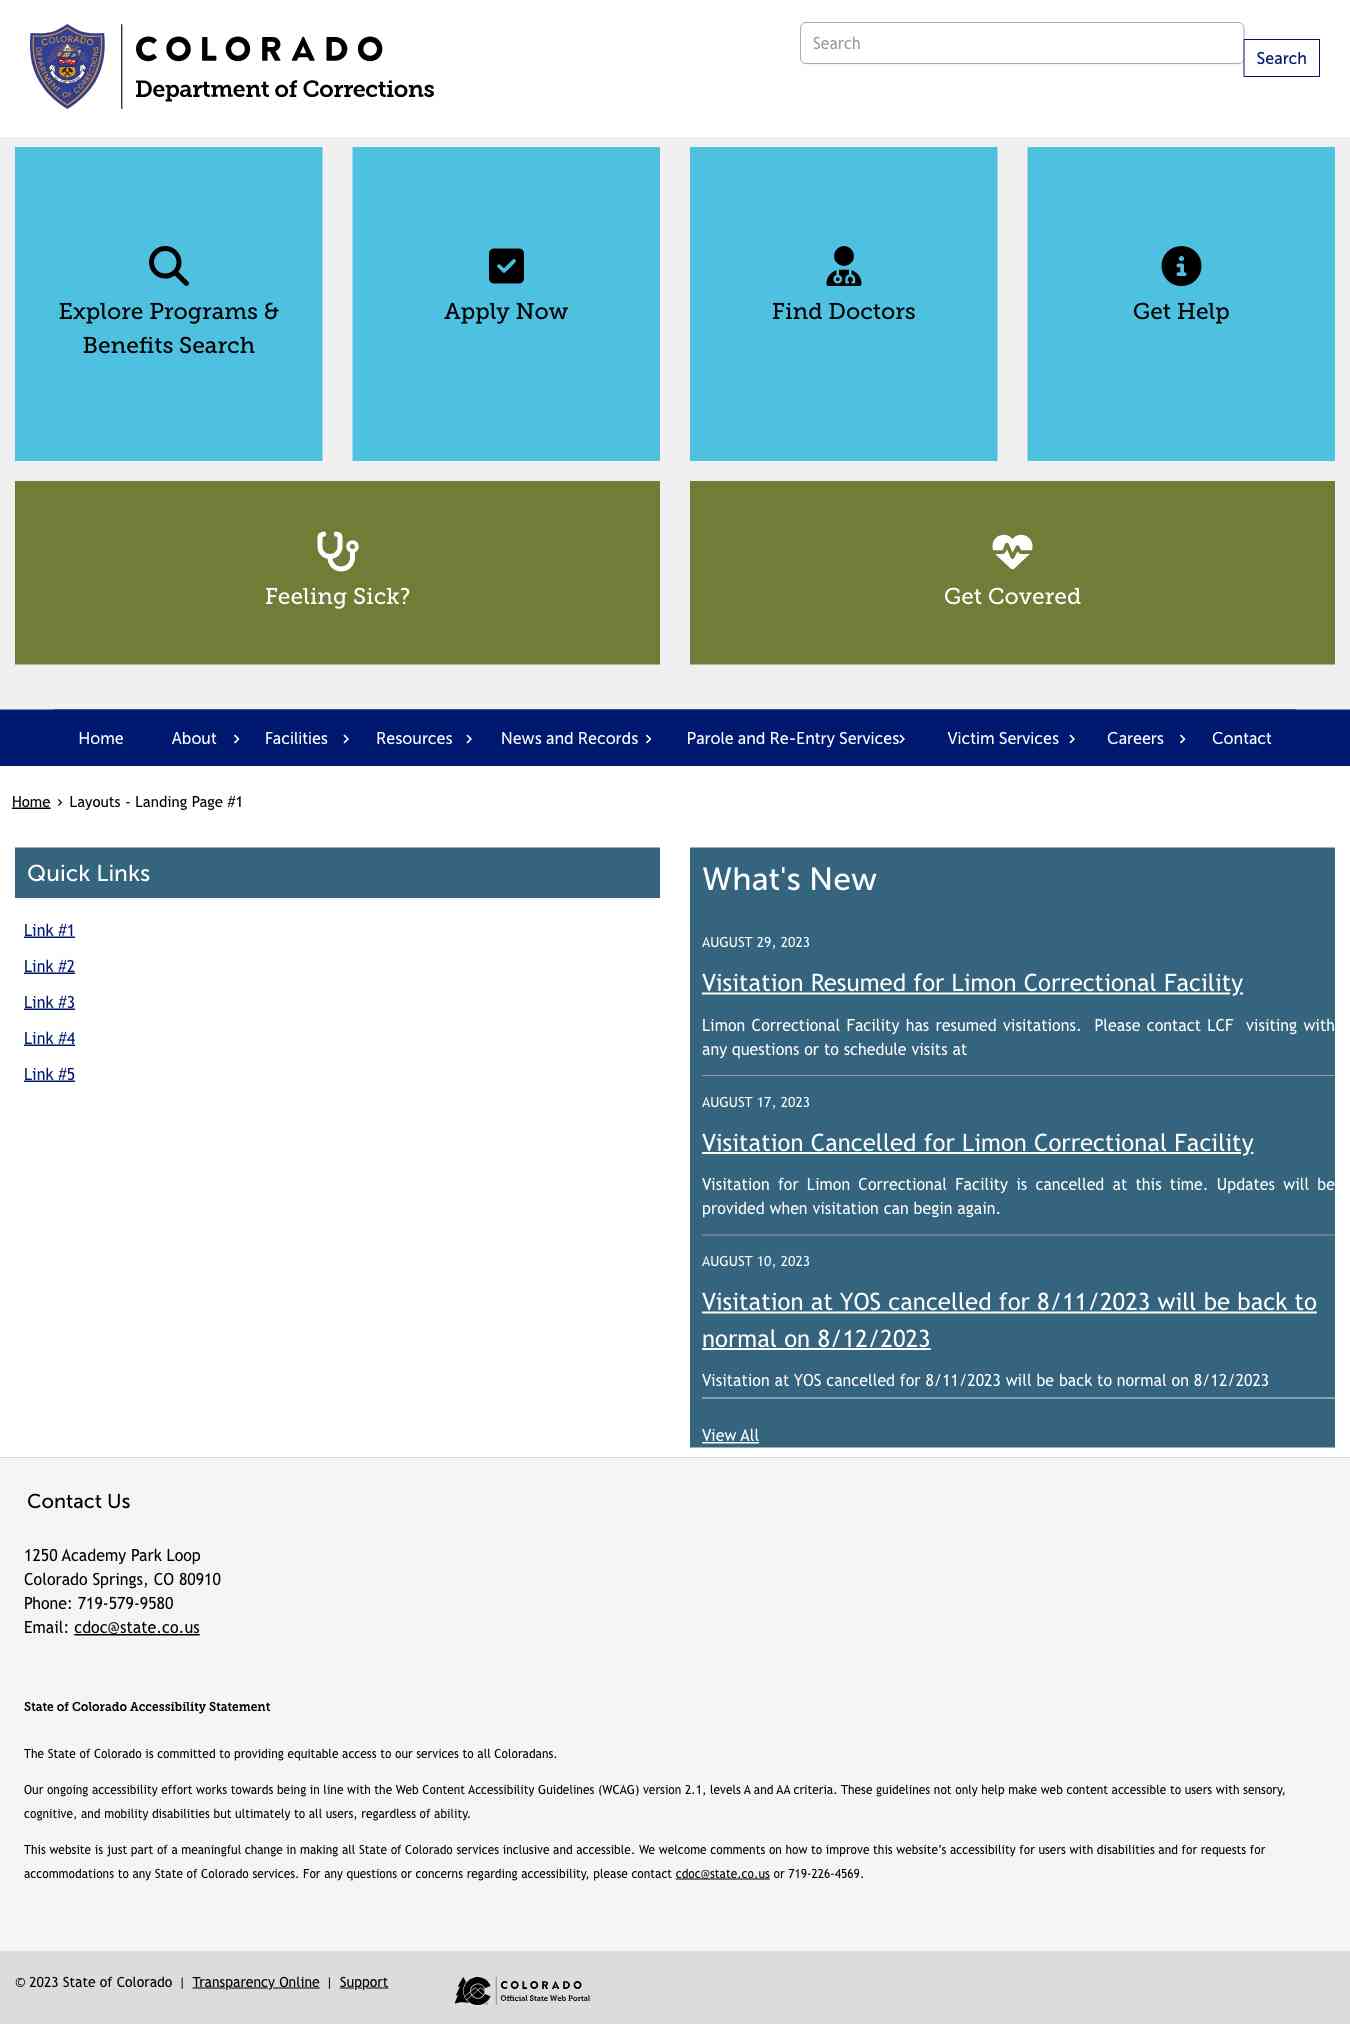 COLORADO
Department of Corrections
Search
Search
Explore Programs &
Benefits Search
Apply Now
Find Doctors
Get Help
Feeling Sick?
Get Covered
Home
About
Facilities
Resources
News and Records
Parole and Re-Entry Services
Victim Services
Careers
Contact
Home › Layouts - Landing Page #1
Quick Links
Link #1
Link #2
Link #3
Link #4
Link #5
What's New
AUGUST 29, 2023
Visitation Resumed for Limon Correctional Facility
Limon Correctional Facility has resumed visitations. Please contact LCF visiting with
any questions or to schedule visits at
AUGUST 17, 2023
Visitation Cancelled for Limon Correctional Facility
Visitation for Limon Correctional Facility is cancelled at this time. Updates will be
provided when visitation can begin again.
AUGUST 10, 2023
Visitation at YOS cancelled for 8/11/2023 will be back to
normal on 8/12/2023
Visitation at YOS cancelled for 8/11/2023 will be back to normal on 8/12/2023
View All
Contact Us
1250 Academy Park Loop
Colorado Springs, CO 80910
Phone: 719-579-9580
Email: cdoc@state.co.us
State of Colorado Accessibility Statement
The State of Colorado is committed to providing equitable access to our services to all Coloradans.
Our ongoing accessibility effort works towards being in line with the Web Content Accessibility Guidelines (WCAG) version 2.1, levels A and AA criteria. These guidelines not only help make web content accessible to users with sensory,
cognitive, and mobility disabilities but ultimately to all users, regardless of ability.
This website is just part of a meaningful change in making all State of Colorado services inclusive and accessible. We welcome comments on how to improve this website's accessibility for users with disabilities and for requests for
accommodations to any State of Colorado services. For any questions or concerns regarding accessibility, please contact cdoc@state.co.us or 719-226-4569.
© 2023 State of Colorado | Transparency Online | Support
COLORADO
Official State Web Portal